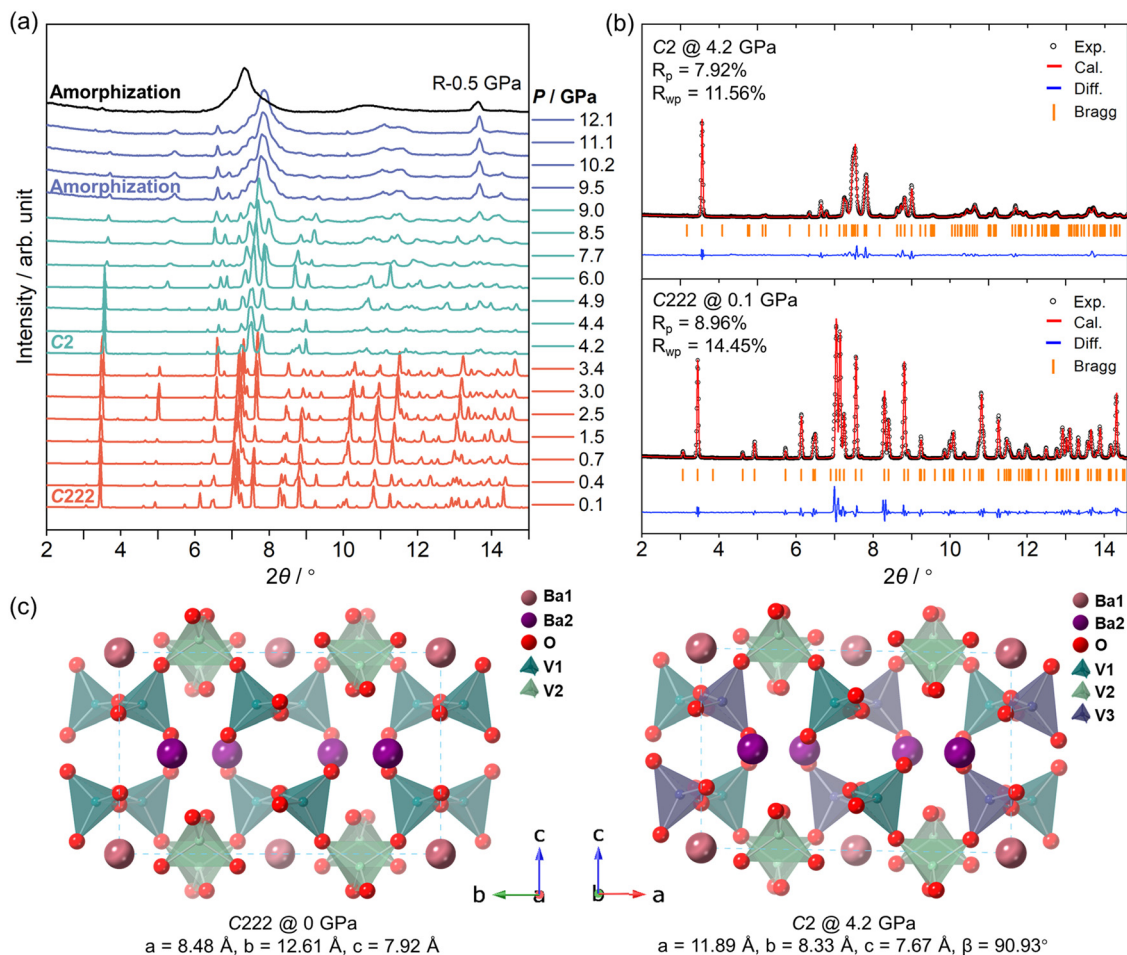 (a)
Amorphization
R-0.5 GPa
P / GPa
12.1
11.1
10.2
Amorphization
9.5
9.0
8.5
7.7
6.0
4.9
4.4
C2
4.2
3.4
3.0
2.5
1.5
0.7
0.4
C222
0.1
Intensity / arb. unit
2 4 6 8 10 12 14
2θ / °
(b)
C2 @ 4.2 GPa
Rp = 7.92%
Rwp = 11.56%
Exp.
Cal.
Diff.
Bragg
C222 @ 0.1 GPa
Rp = 8.96%
Rwp = 14.45%
Exp.
Cal.
Diff.
Bragg
2 4 6 8 10 12 14
2θ / °
(c)
Ba1
Ba2
O
V1
V2
c
b
a
C222 @ 0 GPa
a = 8.48 Å, b = 12.61 Å, c = 7.92 Å
Ba1
Ba2
O
V1
V2
V3
c
b
a
C2 @ 4.2 GPa
a = 11.89 Å, b = 8.33 Å, c = 7.67 Å, β = 90.93°